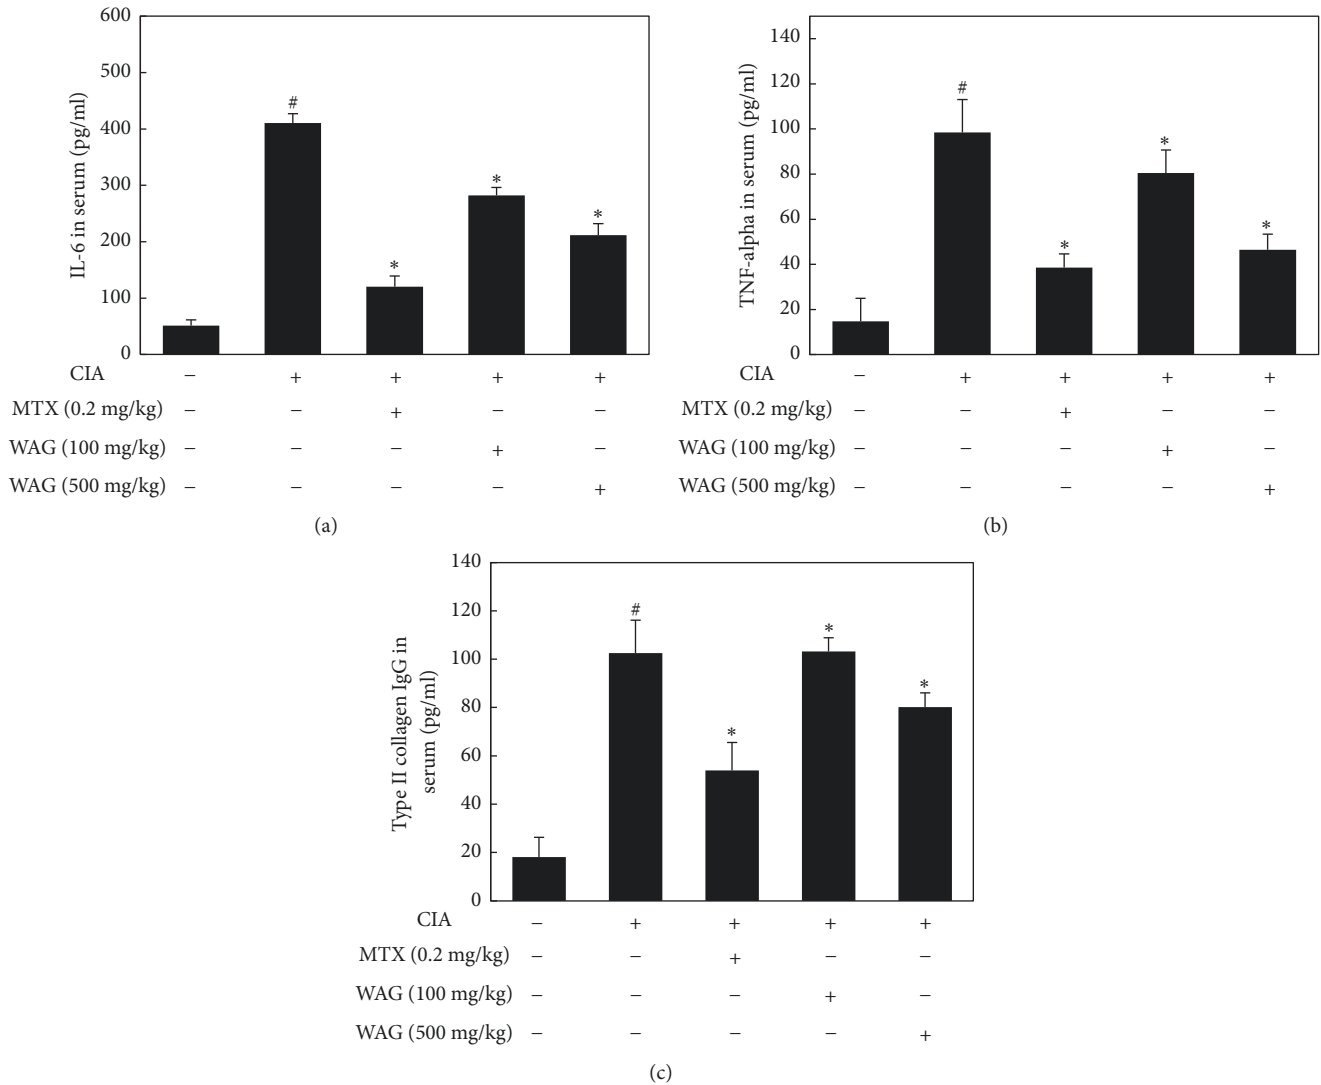 600
500
400
300
200
100
0
IL-6 in serum (pg/ml)
#
*
*
*
CIA − + + + +
MTX (0.2 mg/kg) − − + − −
WAG (100 mg/kg) − − − + −
WAG (500 mg/kg) − − − − +
(a)
140
120
100
80
60
40
20
0
TNF-alpha in serum (pg/ml)
#
*
*
*
CIA − + + + +
MTX (0.2 mg/kg) − − + − −
WAG (100 mg/kg) − − − + −
WAG (500 mg/kg) − − − − +
(b)
140
120
100
80
60
40
20
0
Type II collagen IgG in
serum (pg/ml)
#
*
*
*
CIA − + + + +
MTX (0.2 mg/kg) − − + − −
WAG (100 mg/kg) − − − + −
WAG (500 mg/kg) − − − − +
(c)